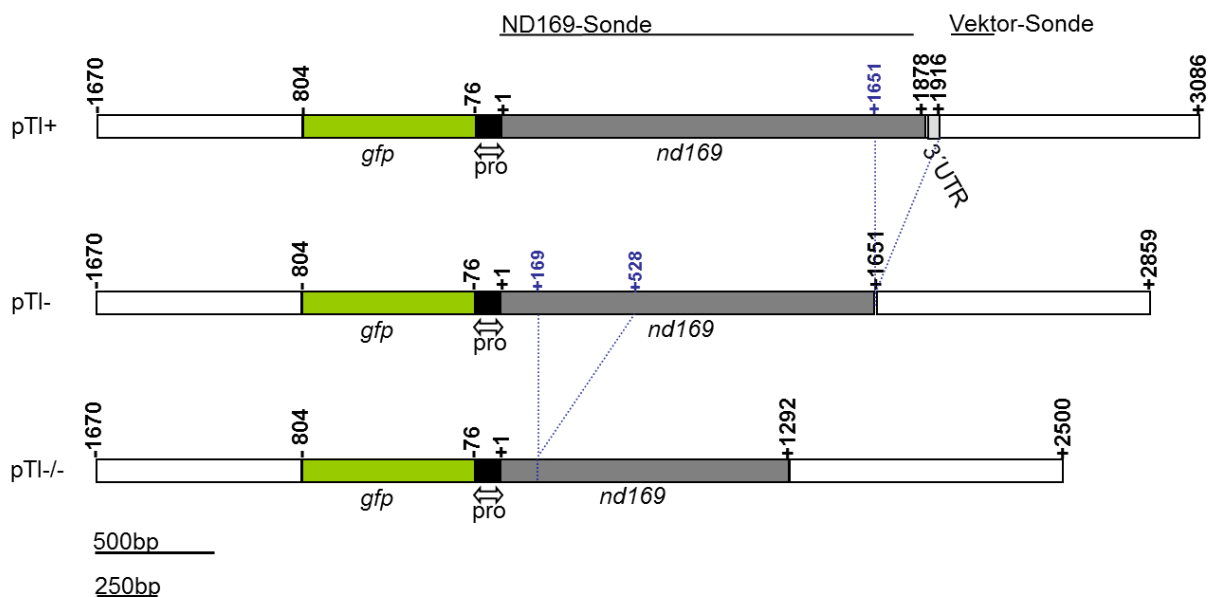 ND169-Sonde Vektor-Sonde
pTI+ -1670 -804 -76 +1 +1651 +1878 +1916 +3086
gfp pro nd169 3´UTR
pTI- -1670 -804 -76 +1 +169 +528 +1651 +2859
gfp pro nd169
pTI-/- -1670 -804 -76 +1 +1292 +2500
gfp pro nd169
500bp
250bp